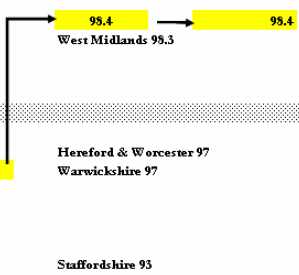 98.4 98.4
West Midlands 98.3
Hereford & Worcester 97
Warwickshire 97
Staffordshire 93